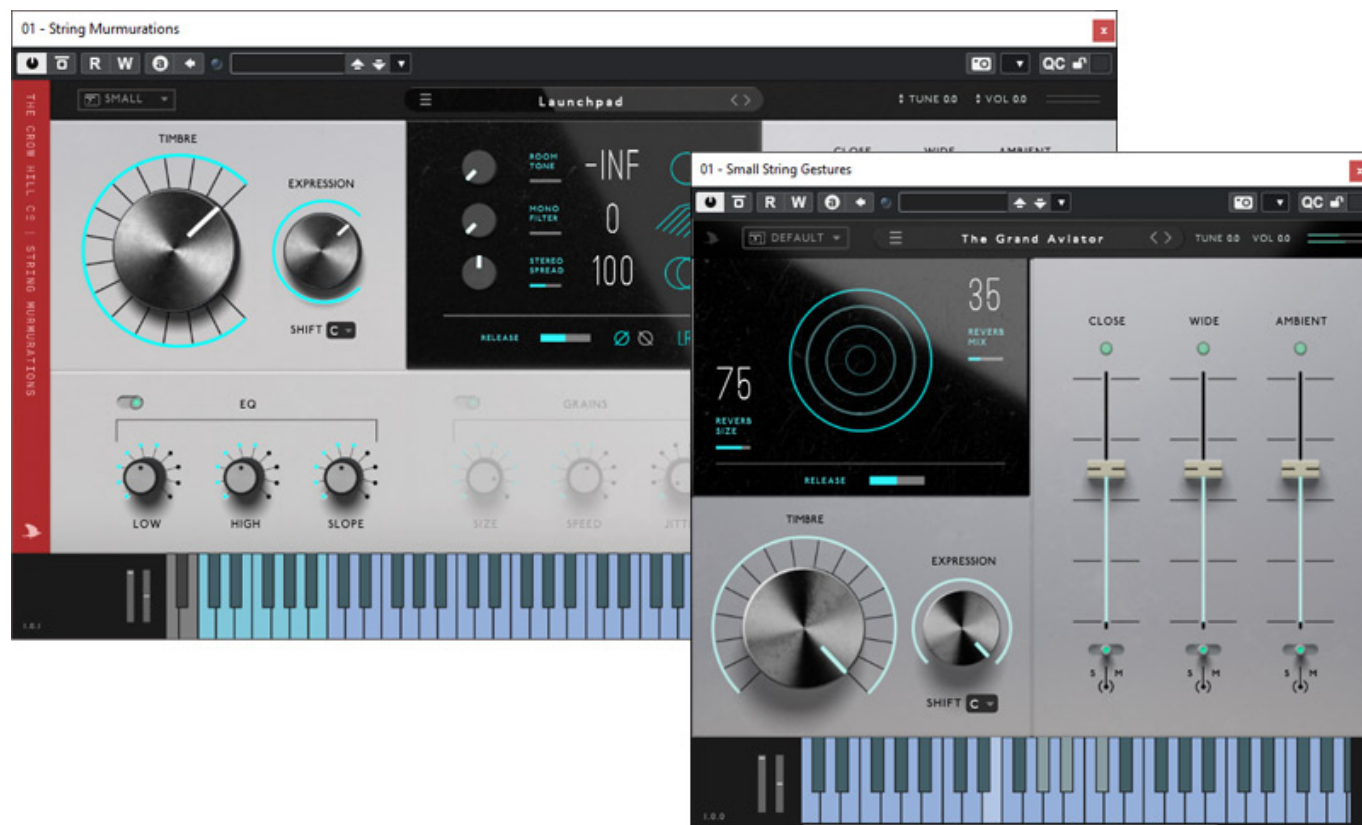 01 - String Murmurations
x
R W a QC
SMALL
Launchpad
TUNE 0.0 VOL 0.0
THE CROW HILL CO | STRING MURMURATIONS
TIMBRE
EXPRESSION
SHIFT C
ROOM TONE -INF
MONO FILTER 0
STEREO SPREAD 100
RELEASE
CLOSE WIDE AMBIENT
EQ
GRAINS
LOW HIGH SLOPE
SIZE SPEED
1.0.1
01 - Small String Gestures
x
R W a QC
DEFAULT
The Grand Aviator
TUNE 0.0 VOL 0.0
35
REVERB
MIX
75
REVERB
SIZE
RELEASE
CLOSE WIDE AMBIENT
TIMBRE
EXPRESSION
SHIFT C
S M S M S M
1.0.0